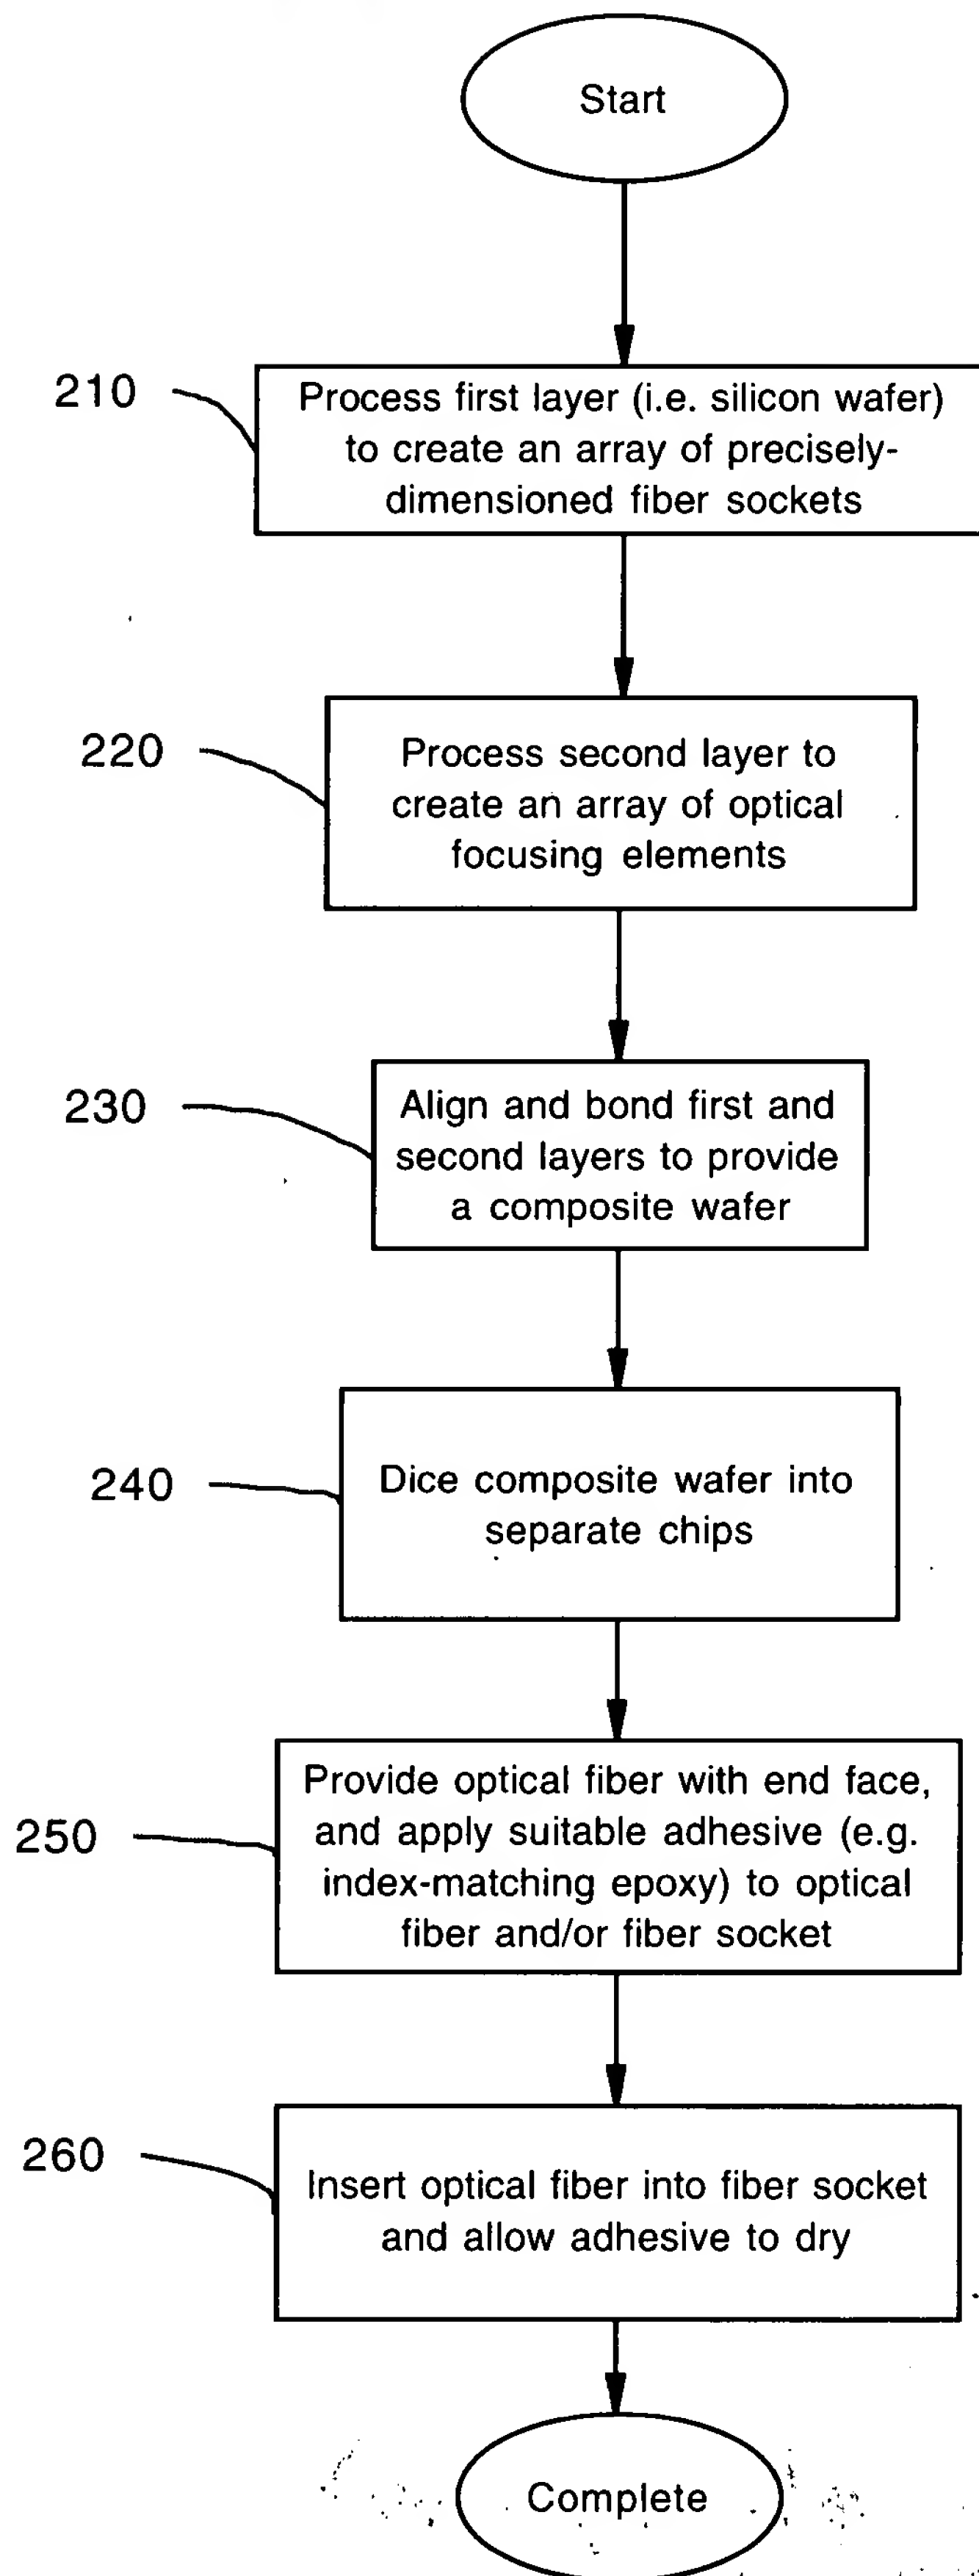 Start
210
Process first layer (i.e. silicon wafer)
to create an array of precisely-
dimensioned fiber sockets
220
Process second layer to
create an array of optical
focusing elements
230
Align and bond first and
second layers to provide
a composite wafer
240
Dice composite wafer into
separate chips
250
Provide optical fiber with end face,
and apply suitable adhesive (e.g.
index-matching epoxy) to optical
fiber and/or fiber socket
260
Insert optical fiber into fiber socket
and allow adhesive to dry
Complete